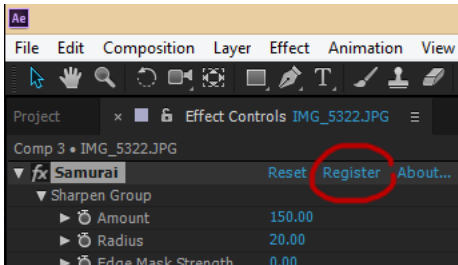 Ae
File Edit Composition Layer Effect Animation View
T
Project × Effect Controls IMG_5322.JPG ≡
Comp 3 • IMG_5322.JPG
fx Samurai Reset Register About...
Sharpen Group
Amount 150.00
Radius 20.00
Edge Mask Strength 0.00